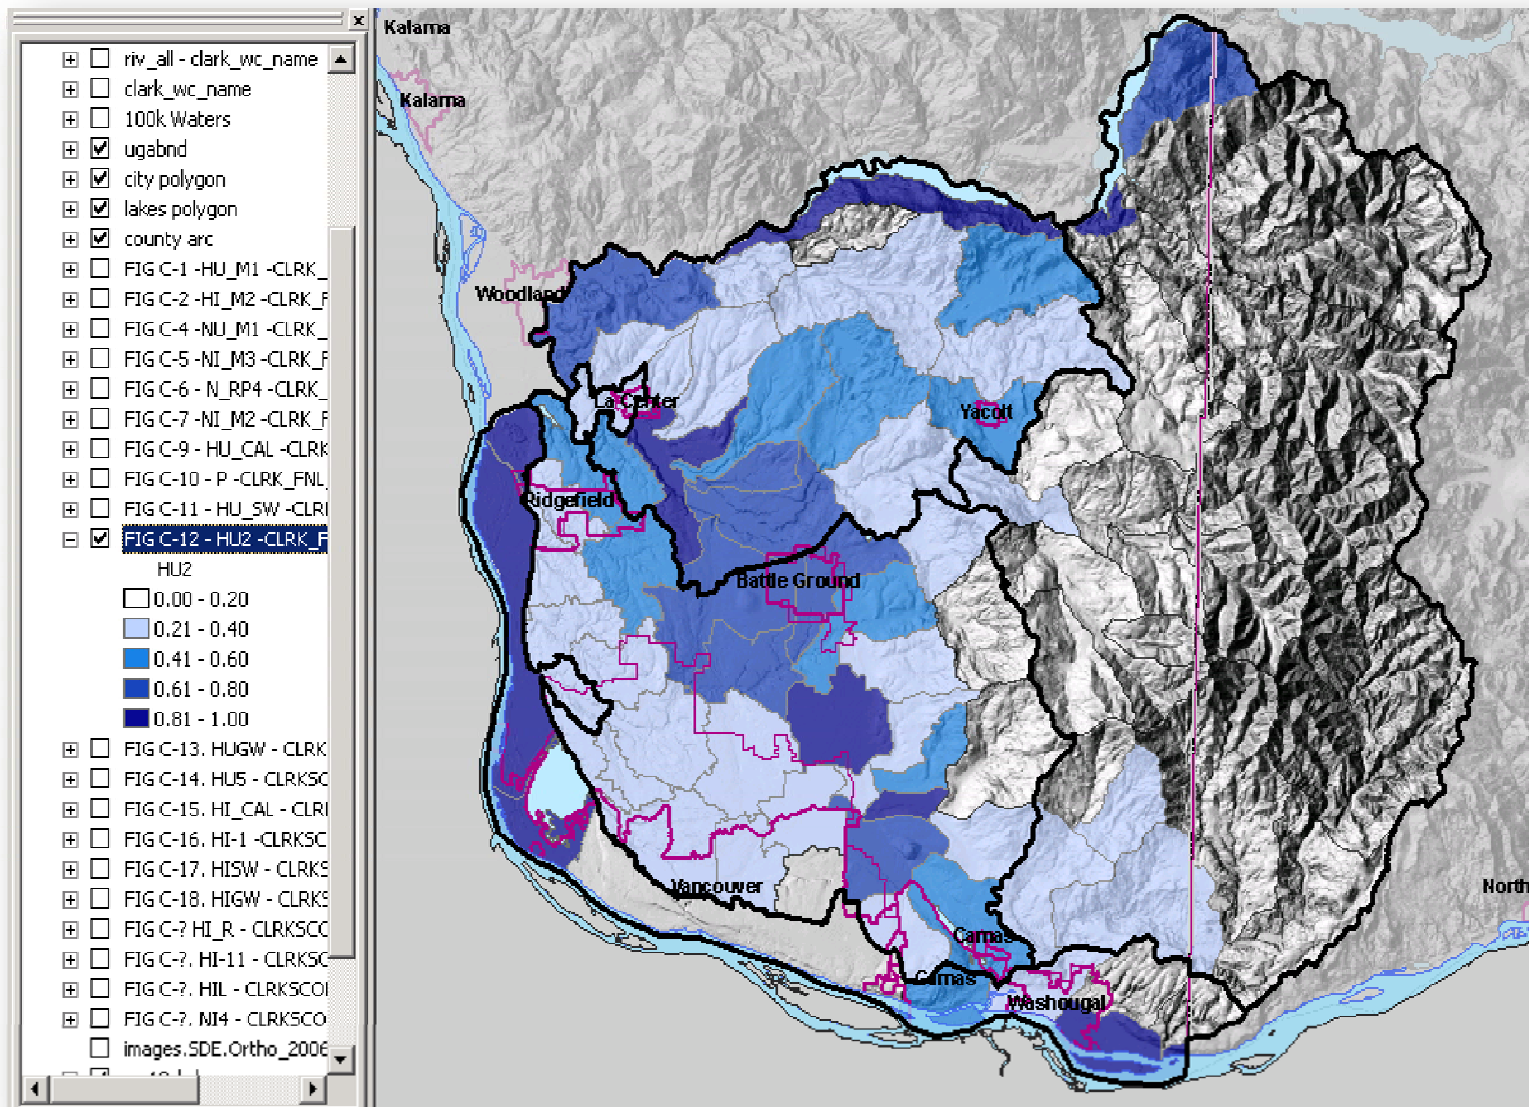 riv_all - clark_wc_name
clark_wc_name
100k Waters
ugabnd
city polygon
lakes polygon
county arc
FIG C-1 -HU_M1 -CLRK_
FIG C-2 -HI_M2 -CLRK_F
FIG C-4 -NU_M1 -CLRK_
FIG C-5 -NI_M3 -CLRK_F
FIG C-6 - N_RP4 -CLRK_
FIG C-7 -NI_M2 -CLRK_F
FIG C-9 - HU_CAL -CLRK
FIG C-10 - P -CLRK_FNL_
FIG C-11 - HU_SW -CLRI
FIG C-12 - HU2 -CLRK_F
HU2
0.00 - 0.20
0.21 - 0.40
0.41 - 0.60
0.61 - 0.80
0.81 - 1.00
FIG C-13. HUGW - CLRK
FIG C-14. HU5 - CLRKSC
FIG C-15. HI_CAL - CLRI
FIG C-16. HI-1 -CLRKSC
FIG C-17. HISW - CLRKS
FIG C-18. HIGW - CLRKS
FIG C-? HI_R - CLRKSCO
FIG C-?. HI-11 - CLRKSC
FIG C-?. HIL - CLRKSCO
FIG C-?. NI4 - CLRKSCO
images.SDE.Ortho_2006
Kalama
Kalama
Woodland
La Center
Yacolt
Ridgefield
Battle Ground
Vancouver
North
Camas
Camas
Washougal